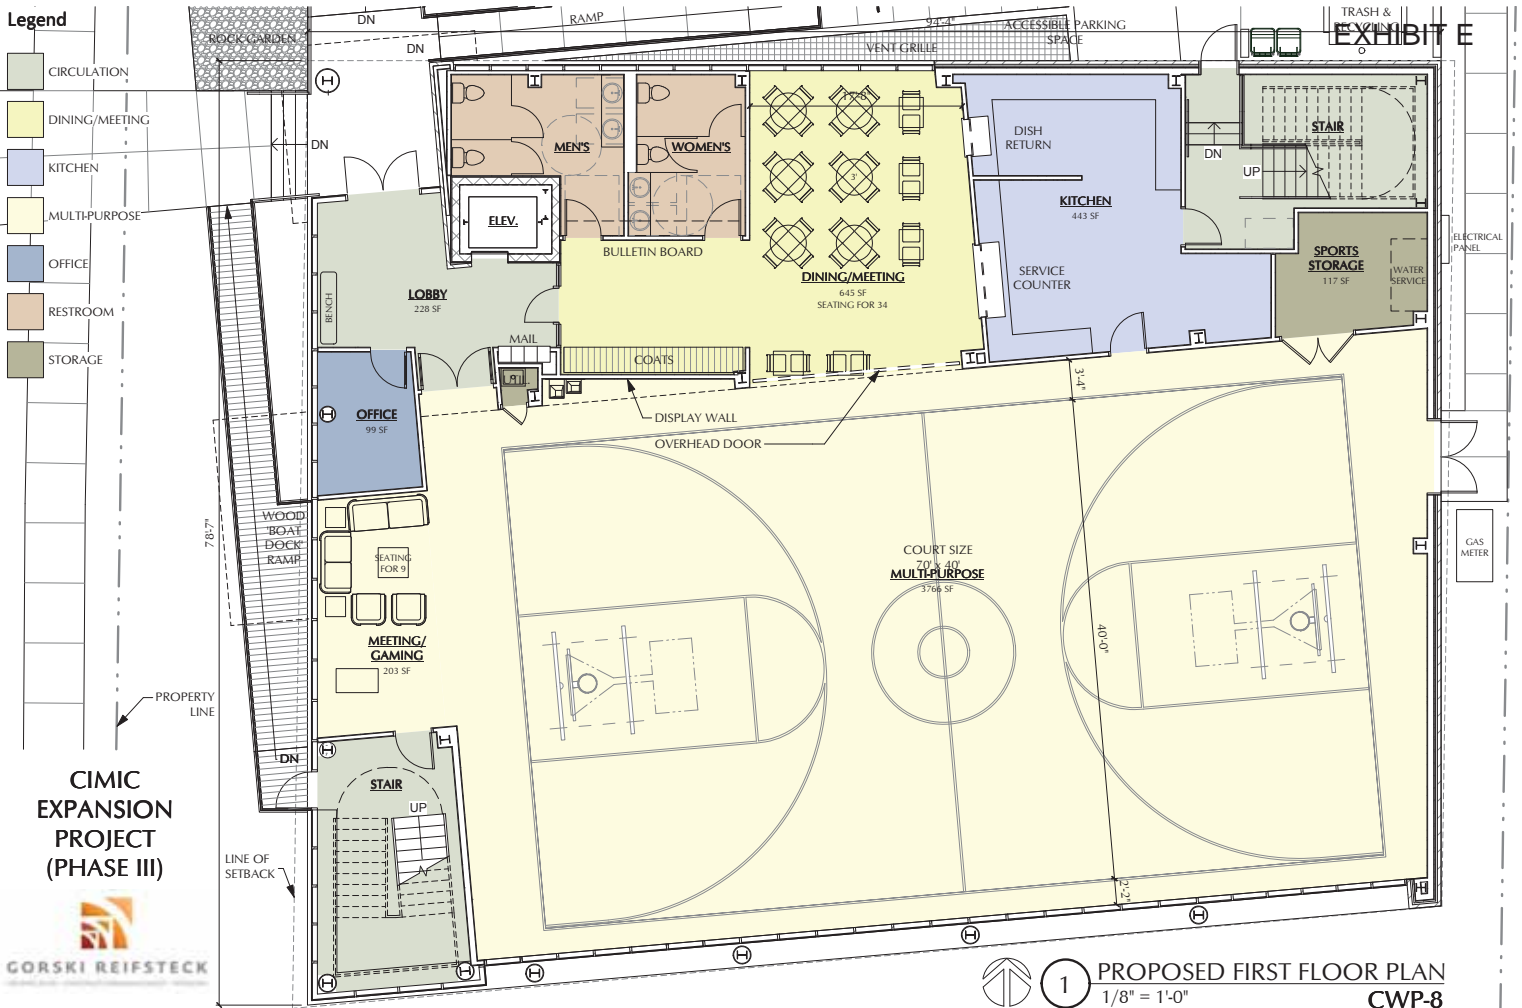 Legend
CIRCULATION
DINING/MEETING
KITCHEN
MULTI-PURPOSE
OFFICE
RESTROOM
STORAGE
DN
RAMP
94'-4"
ACCESSIBLE PARKING
SPACE
TRASH &
RECYCLING
EXHIBIT E
ROCK GARDEN
DN
VENT GRILLE
DN
MEN'S
WOMEN'S
17'-8"
3'
DISH
RETURN
KITCHEN
443 SF
STAIR
DN
UP
ELEV.
BULLETIN BOARD
DINING/MEETING
645 SF
SEATING FOR 34
SERVICE
COUNTER
SPORTS
STORAGE
117 SF
WATER
SERVICE
ELECTRICAL
PANEL
LOBBY
228 SF
BENCH
MAIL
COATS
UTIL.
OFFICE
99 SF
DISPLAY WALL
OVERHEAD DOOR
3'-4"
78'-7"
WOOD
'BOAT
DOCK'
RAMP
SEATING
FOR 9
COURT SIZE
70' x 40'
MULTI-PURPOSE
3766 SF
GAS
METER
MEETING/
GAMING
203 SF
40'-0"
PROPERTY
LINE
DN
STAIR
UP
CIMIC
EXPANSION
PROJECT
(PHASE III)
LINE OF
SETBACK
2'-2"
GORSKI REIFSTECK
1
PROPOSED FIRST FLOOR PLAN
1/8" = 1'-0"
CWP-8